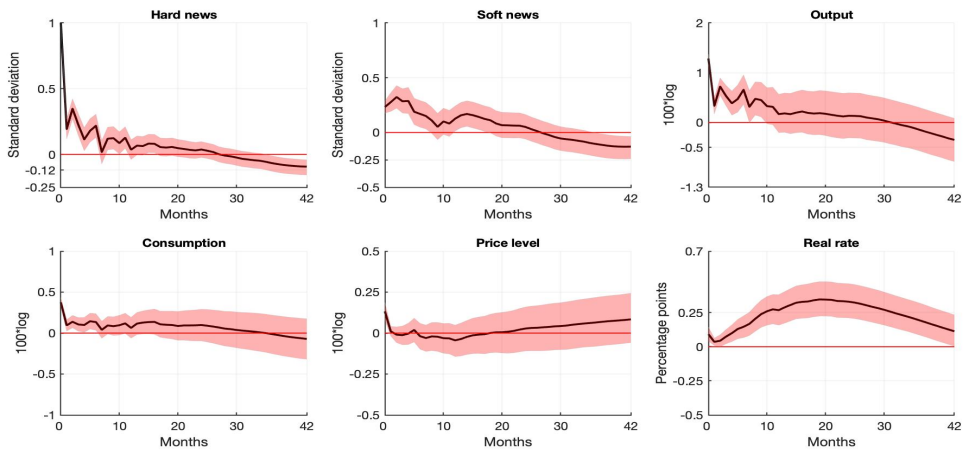 Hard news
Standard deviation
1
0.5
0
-0.12
-0.25
0 10 20 30 42
Months
Soft news
Standard deviation
1
0.5
0.25
0
-0.25
-0.5
0 10 20 30 42
Months
Output
100*log
2
1
0
-0.5
-1.3
0 10 20 30 42
Months
Consumption
100*log
1
0.5
0
-0.5
-1
0 10 20 30 42
Months
Price level
100*log
0.5
0.25
0
-0.25
-0.5
0 10 20 30 42
Months
Real rate
Percentage points
0.7
0.25
0
-0.25
-0.5
0 10 20 30 42
Months